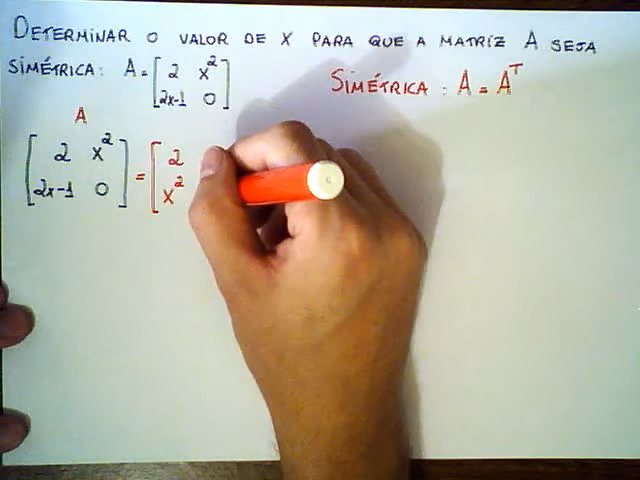 DETERMINAR O VALOR DE X PARA QUE A MATRIZ A SEJA
SIMÉTRICA: A = [2 x²
2x-1 0]
SIMÉTRICA: A = Aᵀ
A
[2 x²
2x-1 0] = [2
x²